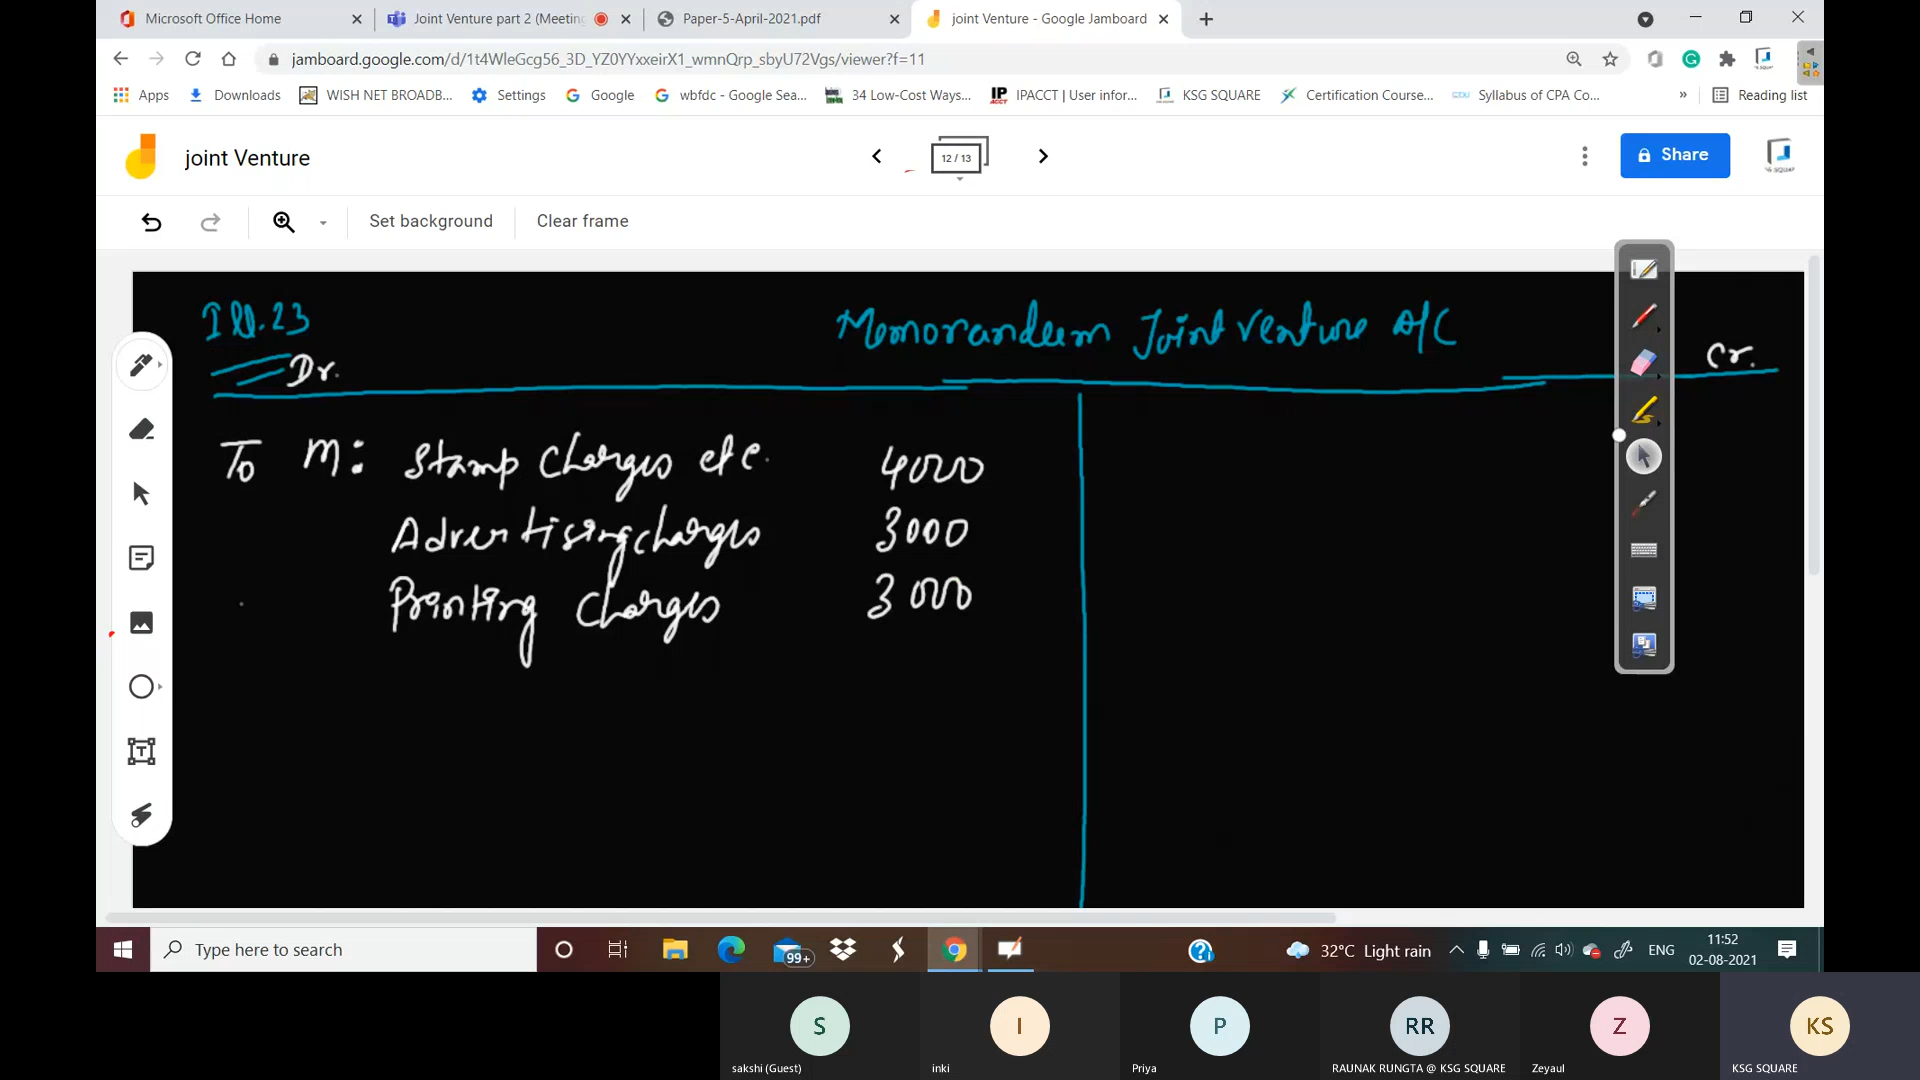 Microsoft Office Home
Joint Venture part 2 (Meeting
Paper-5-April-2021.pdf
joint Venture - Google Jamboard
jamboard.google.com/d/1t4WleGcg56_3D_YZ0YYxxeirX1_wmnQrp_sbyU72Vgs/viewer?f=11
Apps
Downloads
WISH NET BROADB...
Settings
Google
wbfdc - Google Sea...
34 Low-Cost Ways...
IPACCT | User infor...
KSG SQUARE
Certification Course...
Syllabus of CPA Co...
»
Reading list
joint Venture
12 / 13
Share
Set background
Clear frame
Ill.23 Memorandum Joint Venture A/C
Dr. Cr.
To M: Stamp Charges etc. 4000
Advertising charges 3000
Printing Charges 3000
Type here to search
99+
32°C Light rain
ENG
11:52
02-08-2021
S I P RR Z KS
sakshi (Guest) inki Priya RAUNAK RUNGTA @ KSG SQUARE Zeyaul KSG SQUARE